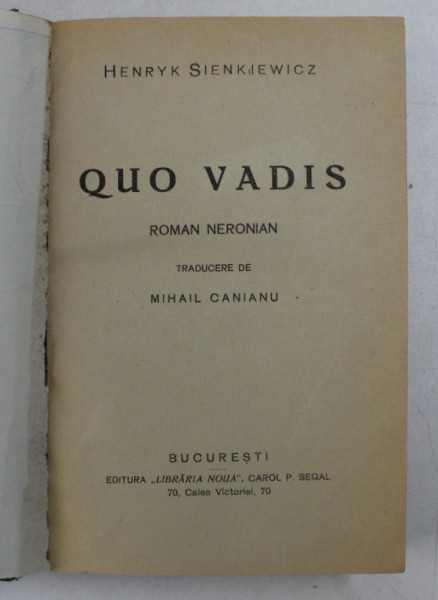 HENRYK SIENKIEWICZ
QUO VADIS
ROMAN NERONIAN
TRADUCERE DE
MIHAIL CANIANU
BUCUREȘTI
EDITURA „LIBRĂRIA NOUA”, CAROL P. SEGAL
70, Calea Victoriei, 70